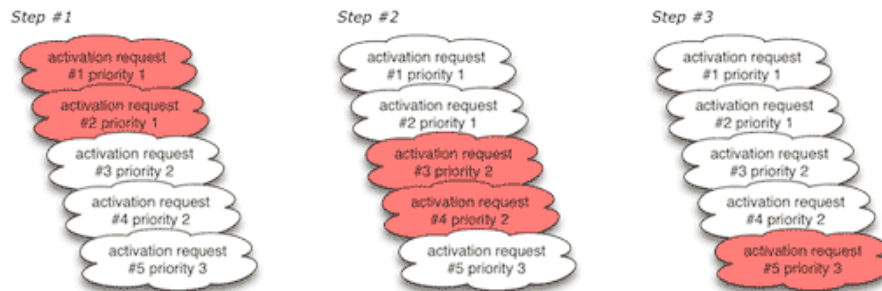 Step #1
activation request
#1 priority 1
activation request
#2 priority 1
activation request
#3 priority 2
activation request
#4 priority 2
activation request
#5 priority 3
Step #2
activation request
#1 priority 1
activation request
#2 priority 1
activation request
#3 priority 2
activation request
#4 priority 2
activation request
#5 priority 3
Step #3
activation request
#1 priority 1
activation request
#2 priority 1
activation request
#3 priority 2
activation request
#4 priority 2
activation request
#5 priority 3